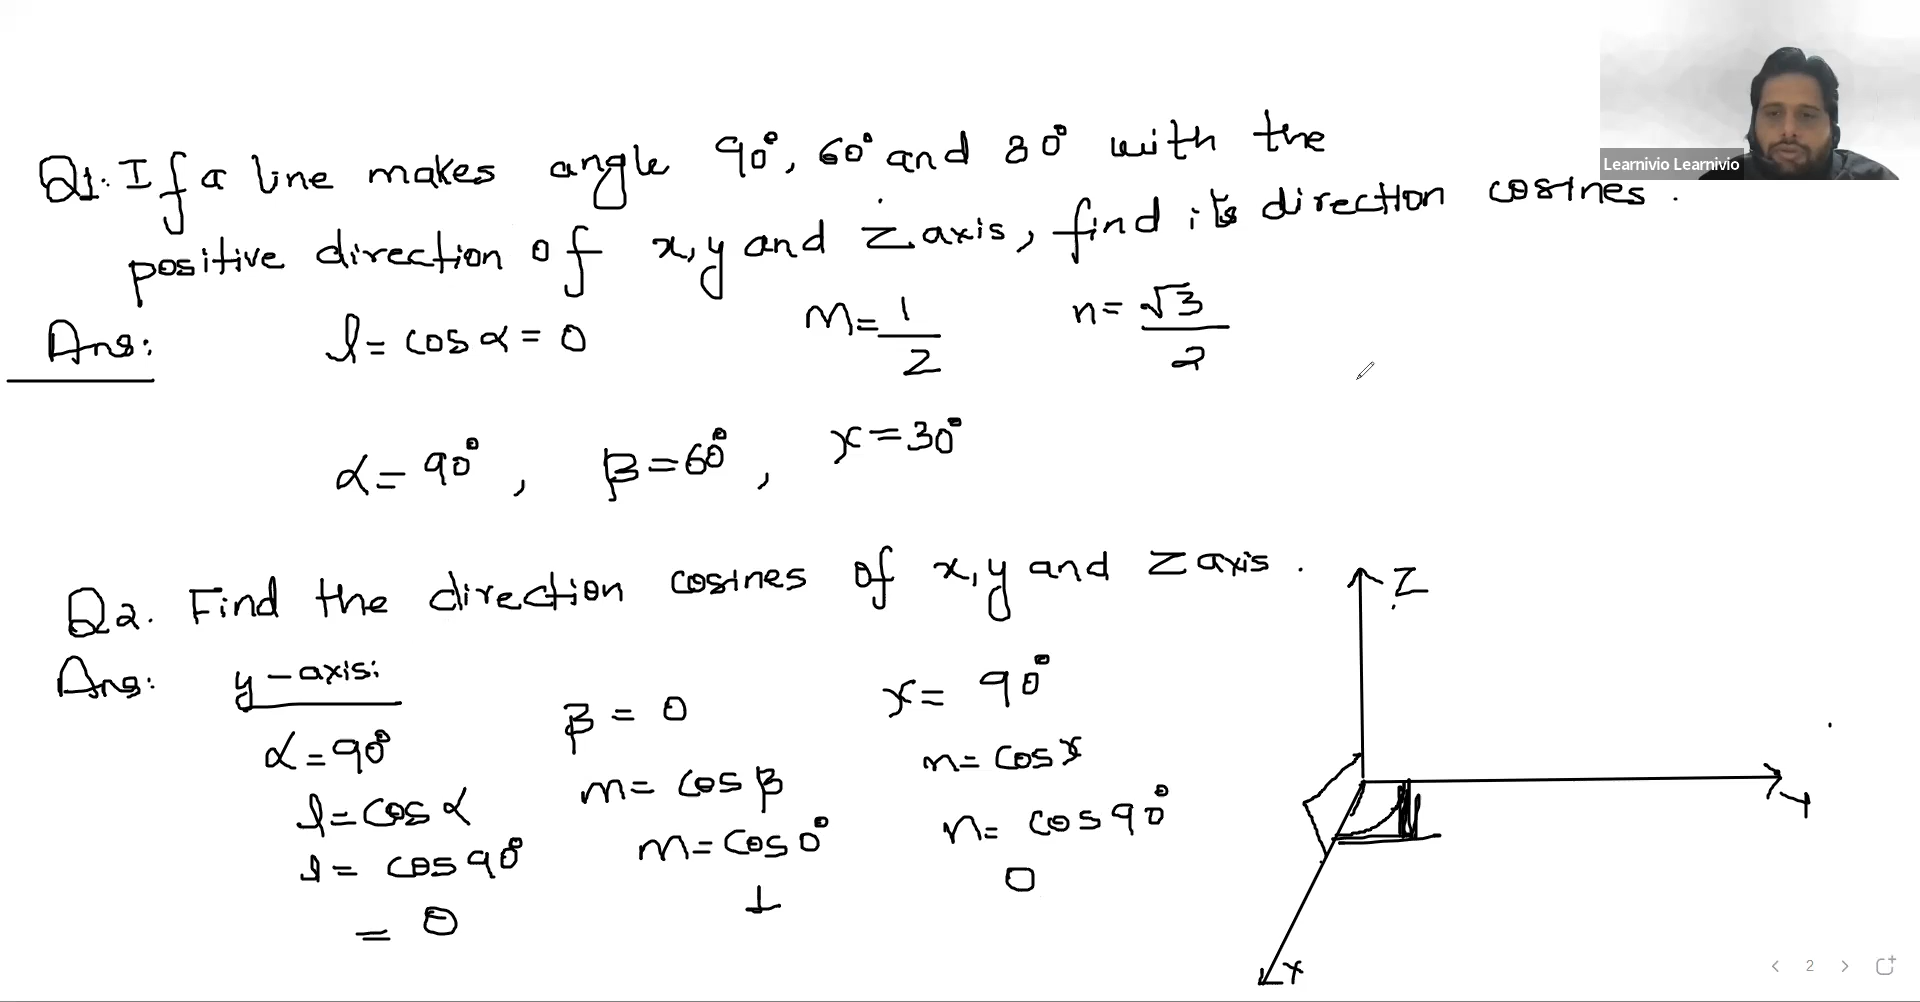 Learnivio Learnivio
Q1. If a line makes angle 90°, 60° and 30° with the
positive direction of x, y and z axis, find its direction cosines.
Ans: l = cos α = 0 m = 1/2 n = √3/2
α = 90°, β = 60°, γ = 30°
Q2. Find the direction cosines of x, y and z axis.
Ans: y-axis:
α = 90° β = 0 γ = 90°
l = cos α m = cos β n = cos γ
l = cos 90° m = cos 0° n = cos 90°
= 0 1 0
Z
Y
X
2